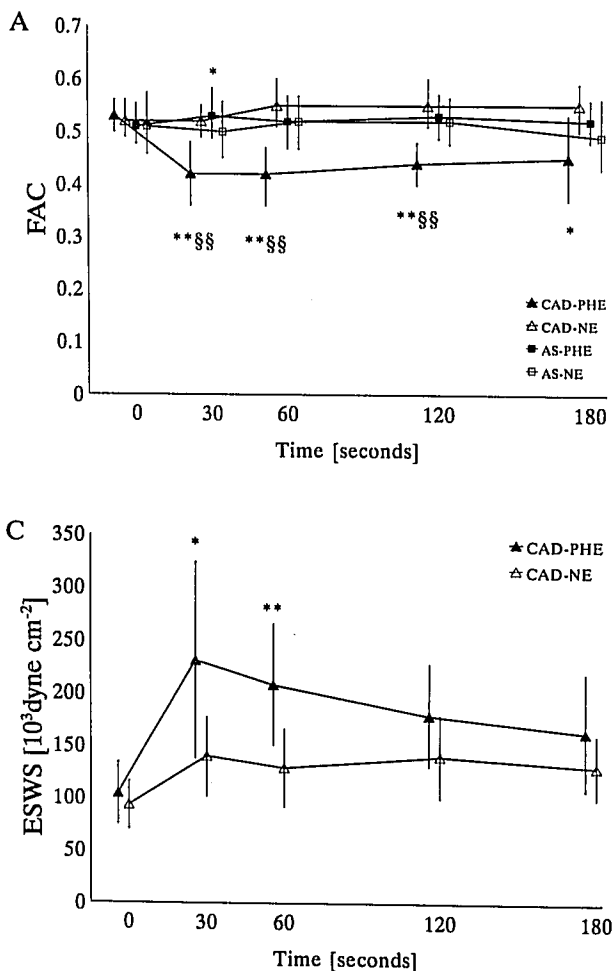 A
0.7
0.6
0.5
0.4
0.3
0.2
0.1
0
FAC
*
**§§
**§§
**§§
*
CAD-PHE
CAD-NE
AS-PHE
AS-NE
0 30 60 120 180
Time [seconds]
C
350
300
250
200
150
100
50
0
ESWS [10³dyne cm⁻²]
*
**
CAD-PHE
CAD-NE
0 30 60 120 180
Time [seconds]